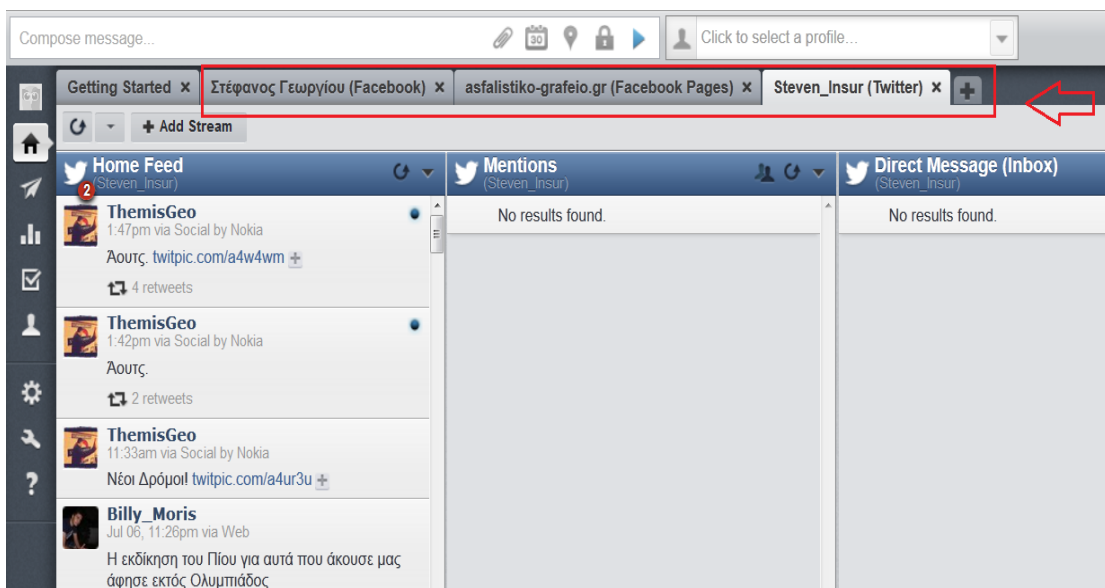 Compose message...
30
Click to select a profile...
Getting Started
Στέφανος Γεωργίου (Facebook)
asfalistiko-grafeio.gr (Facebook Pages)
Steven_Insur (Twitter)
Add Stream
Home Feed
(Steven_Insur)
2
ThemisGeo
1:47pm via Social by Nokia
Άουτς. twitpic.com/a4w4wm
4 retweets
ThemisGeo
1:42pm via Social by Nokia
Άουτς.
2 retweets
ThemisGeo
11:33am via Social by Nokia
Νέοι Δρόμοι! twitpic.com/a4ur3u
Billy_Moris
Jul 06, 11:26pm via Web
Η εκδίκηση του Πίου για αυτά που άκουσε μας
άφησε εκτός Ολυμπιάδος
Mentions
(Steven_Insur)
No results found.
Direct Message (Inbox)
(Steven_Insur)
No results found.